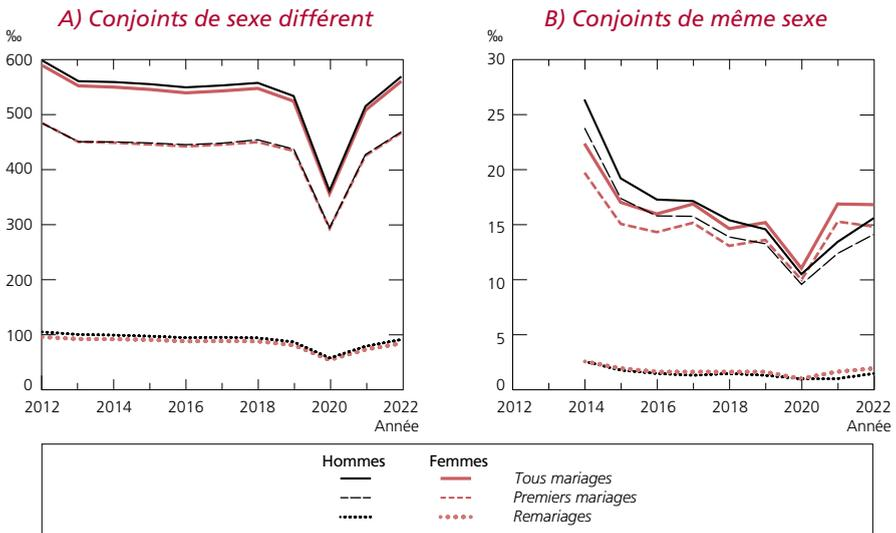 A) Conjoints de sexe différent
‰
600
500
400
300
200
100
0
2012 2014 2016 2018 2020 2022
Année
B) Conjoints de même sexe
‰
30
25
20
15
10
5
0
2012 2014 2016 2018 2020 2022
Année
Hommes Femmes
Tous mariages
Premiers mariages
Remariages